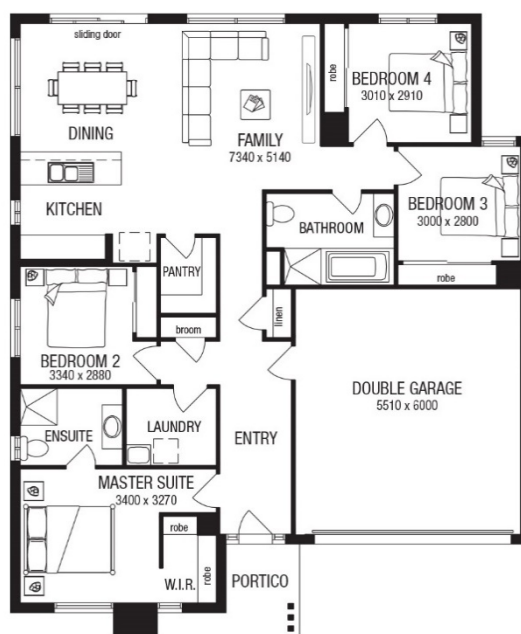 sliding door
robe
BEDROOM 4
3010 x 2910
DINING
FAMILY
7340 x 5140
KITCHEN
BATHROOM
BEDROOM 3
3000 x 2800
robe
PANTRY
linen
broom
BEDROOM 2
3340 x 2880
DOUBLE GARAGE
5510 x 6000
ENSUITE
LAUNDRY
ENTRY
MASTER SUITE
3400 x 3270
robe
robe
W.I.R.
PORTICO